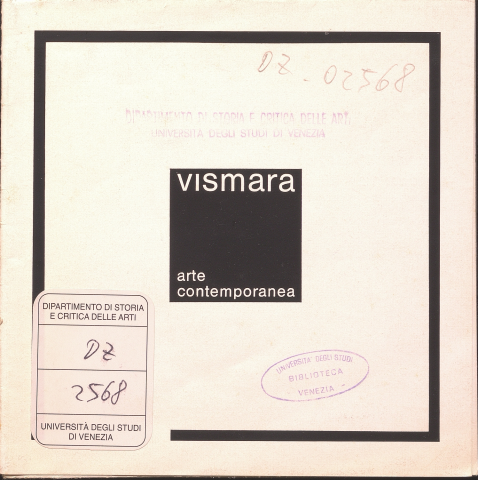 DZ - 02568
DIPARTIMENTO DI STORIA E CRITICA DELLE ARTI
UNIVERSITÀ DEGLI STUDI DI VENEZIA
vismara
arte
contemporanea
DIPARTIMENTO DI STORIA
E CRITICA DELLE ARTI
DZ
2568
UNIVERSITÀ DEGLI STUDI
DI VENEZIA
UNIVERSITÀ DEGLI STUDI
BIBLIOTECA
VENEZIA